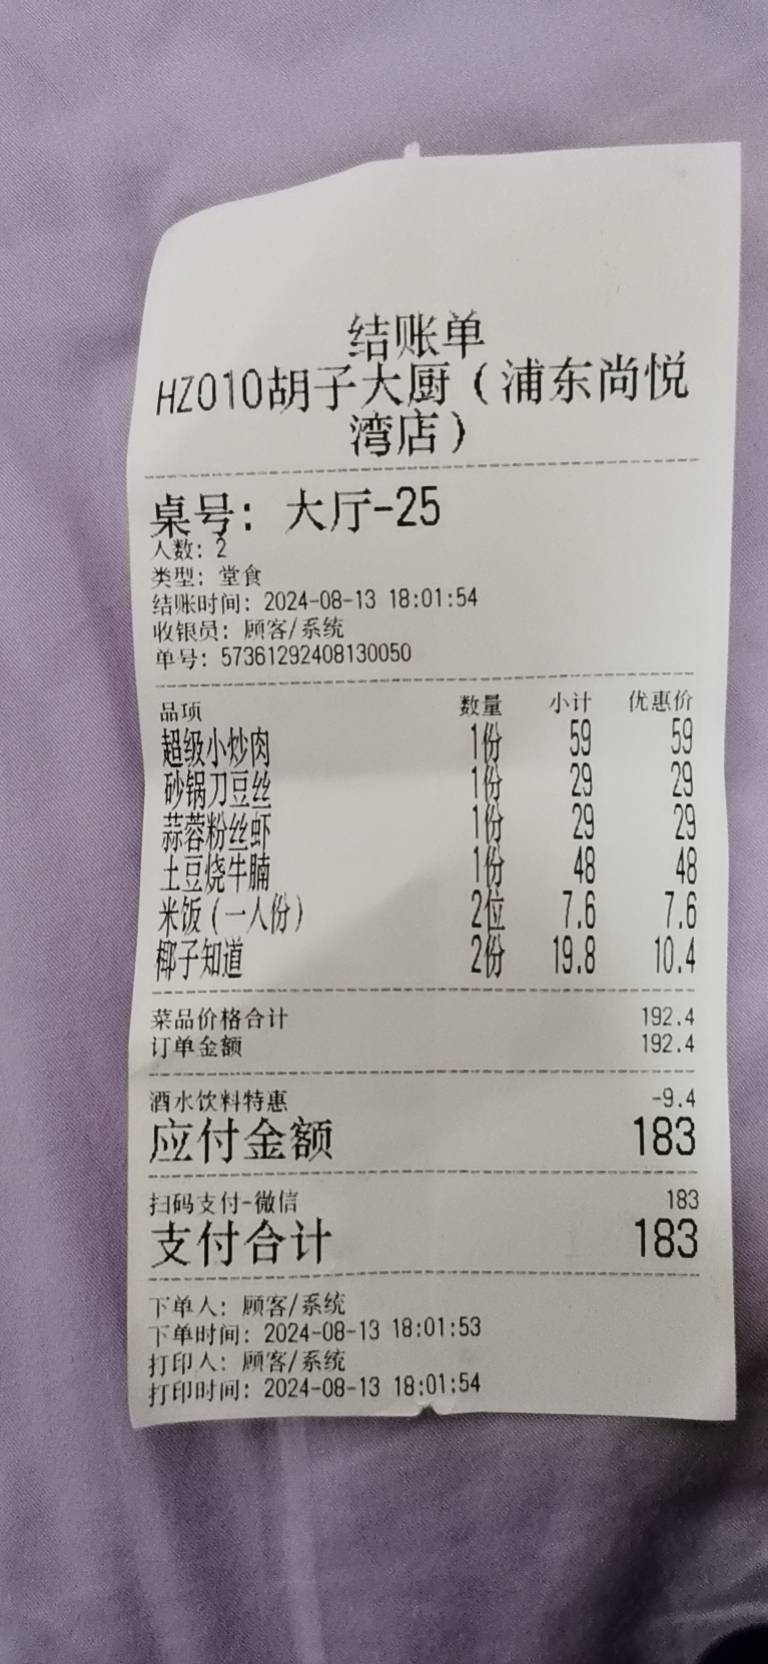 结账单
HZ010胡子大厨（浦东尚悦
湾店）
桌号：大厅-25
人数：2
类型：堂食
结账时间：2024-08-13 18:01:54
收银员：顾客/系统
单号：573612924081300​50
品项 数量 小计 优惠价
超级小炒肉 1份 59 59
砂锅刀豆丝 1份 29 29
蒜蓉粉丝虾 1份 29 29
土豆烧牛腩 1份 48 48
米饭（一人份） 2位 7.6 7.6
椰子知道 2份 19.8 10.4
菜品价格合计 192.4
订单金额 192.4
酒水饮料特惠 -9.4
应付金额 183
扫码支付-微信 183
支付合计 183
下单人：顾客/系统
下单时间：2024-08-13 18:01:53
打印人：顾客/系统
打印时间：2024-08-13 18:01:54